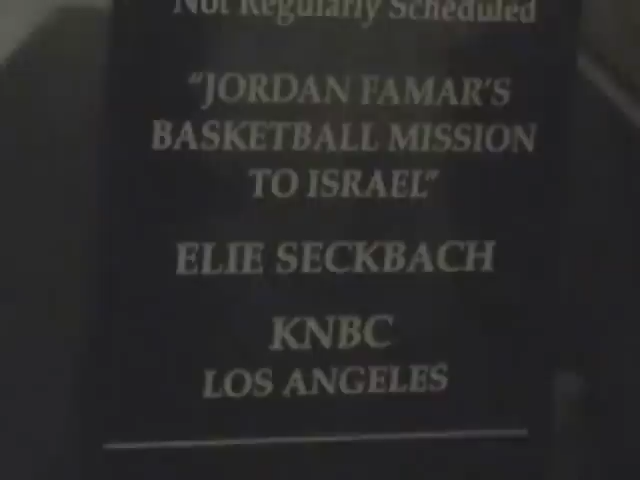 Not Regularly Scheduled
"JORDAN FAMAR'S
BASKETBALL MISSION
TO ISRAEL"
ELIE SECKBACH
KNBC
LOS ANGELES